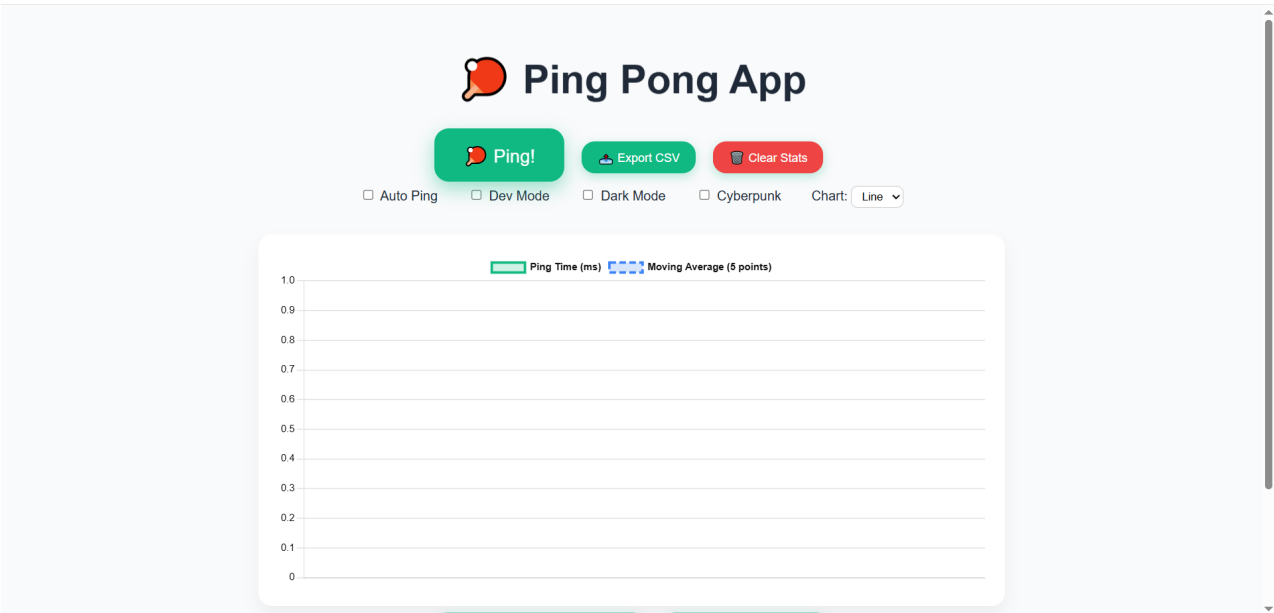 Ping Pong App
Ping!
Export CSV
Clear Stats
Auto Ping
Dev Mode
Dark Mode
Cyberpunk
Chart: Line
Ping Time (ms)
Moving Average (5 points)
1.0
0.9
0.8
0.7
0.6
0.5
0.4
0.3
0.2
0.1
0